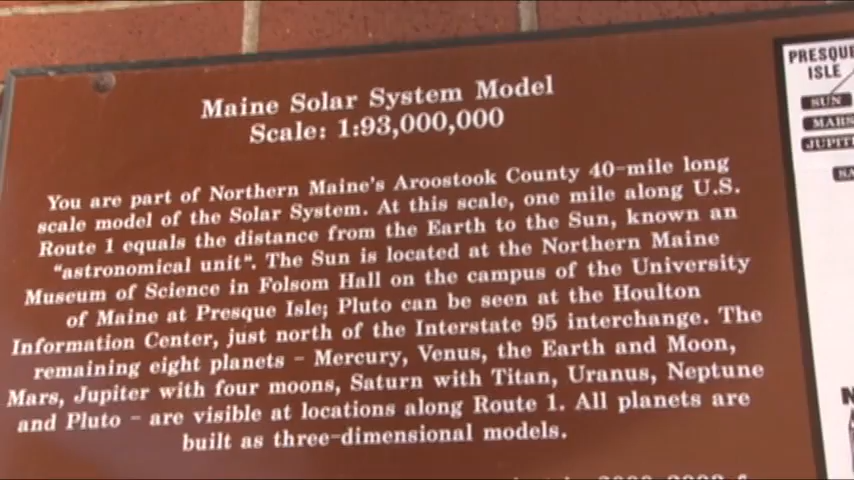 Maine Solar System Model
Scale: 1:93,000,000
You are part of Northern Maine's Aroostook County 40-mile long
scale model of the Solar System. At this scale, one mile along U.S.
Route 1 equals the distance from the Earth to the Sun, known an
"astronomical unit". The Sun is located at the Northern Maine
Museum of Science in Folsom Hall on the campus of the University
of Maine at Presque Isle; Pluto can be seen at the Houlton
Information Center, just north of the Interstate 95 interchange. The
remaining eight planets - Mercury, Venus, the Earth and Moon,
Mars, Jupiter with four moons, Saturn with Titan, Uranus, Neptune
and Pluto - are visible at locations along Route 1. All planets are
built as three-dimensional models.
PRESQUE
ISLE
SUN
MARS
JUPIT
SA
N